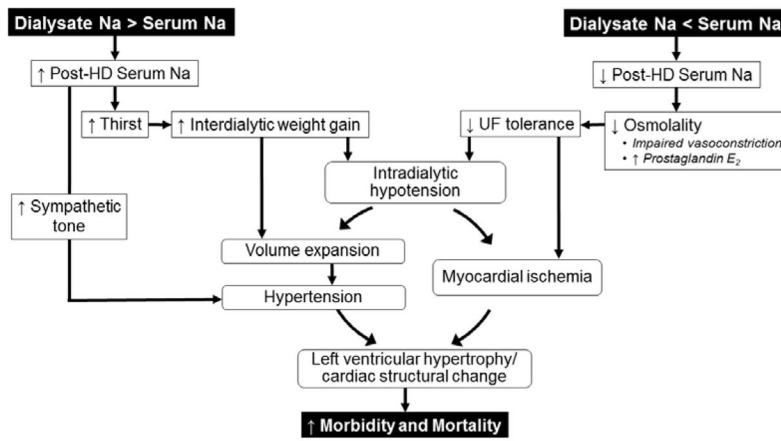 Dialysate Na > Serum Na
Dialysate Na < Serum Na
↑ Post-HD Serum Na
↓ Post-HD Serum Na
↑ Thirst
↑ Interdialytic weight gain
↓ UF tolerance
↓ Osmolality
• Impaired vasoconstriction
• ↑ Prostaglandin E₂
Intradialytic
hypotension
↑ Sympathetic
tone
Volume expansion
Myocardial ischemia
Hypertension
Left ventricular hypertrophy/
cardiac structural change
↑ Morbidity and Mortality